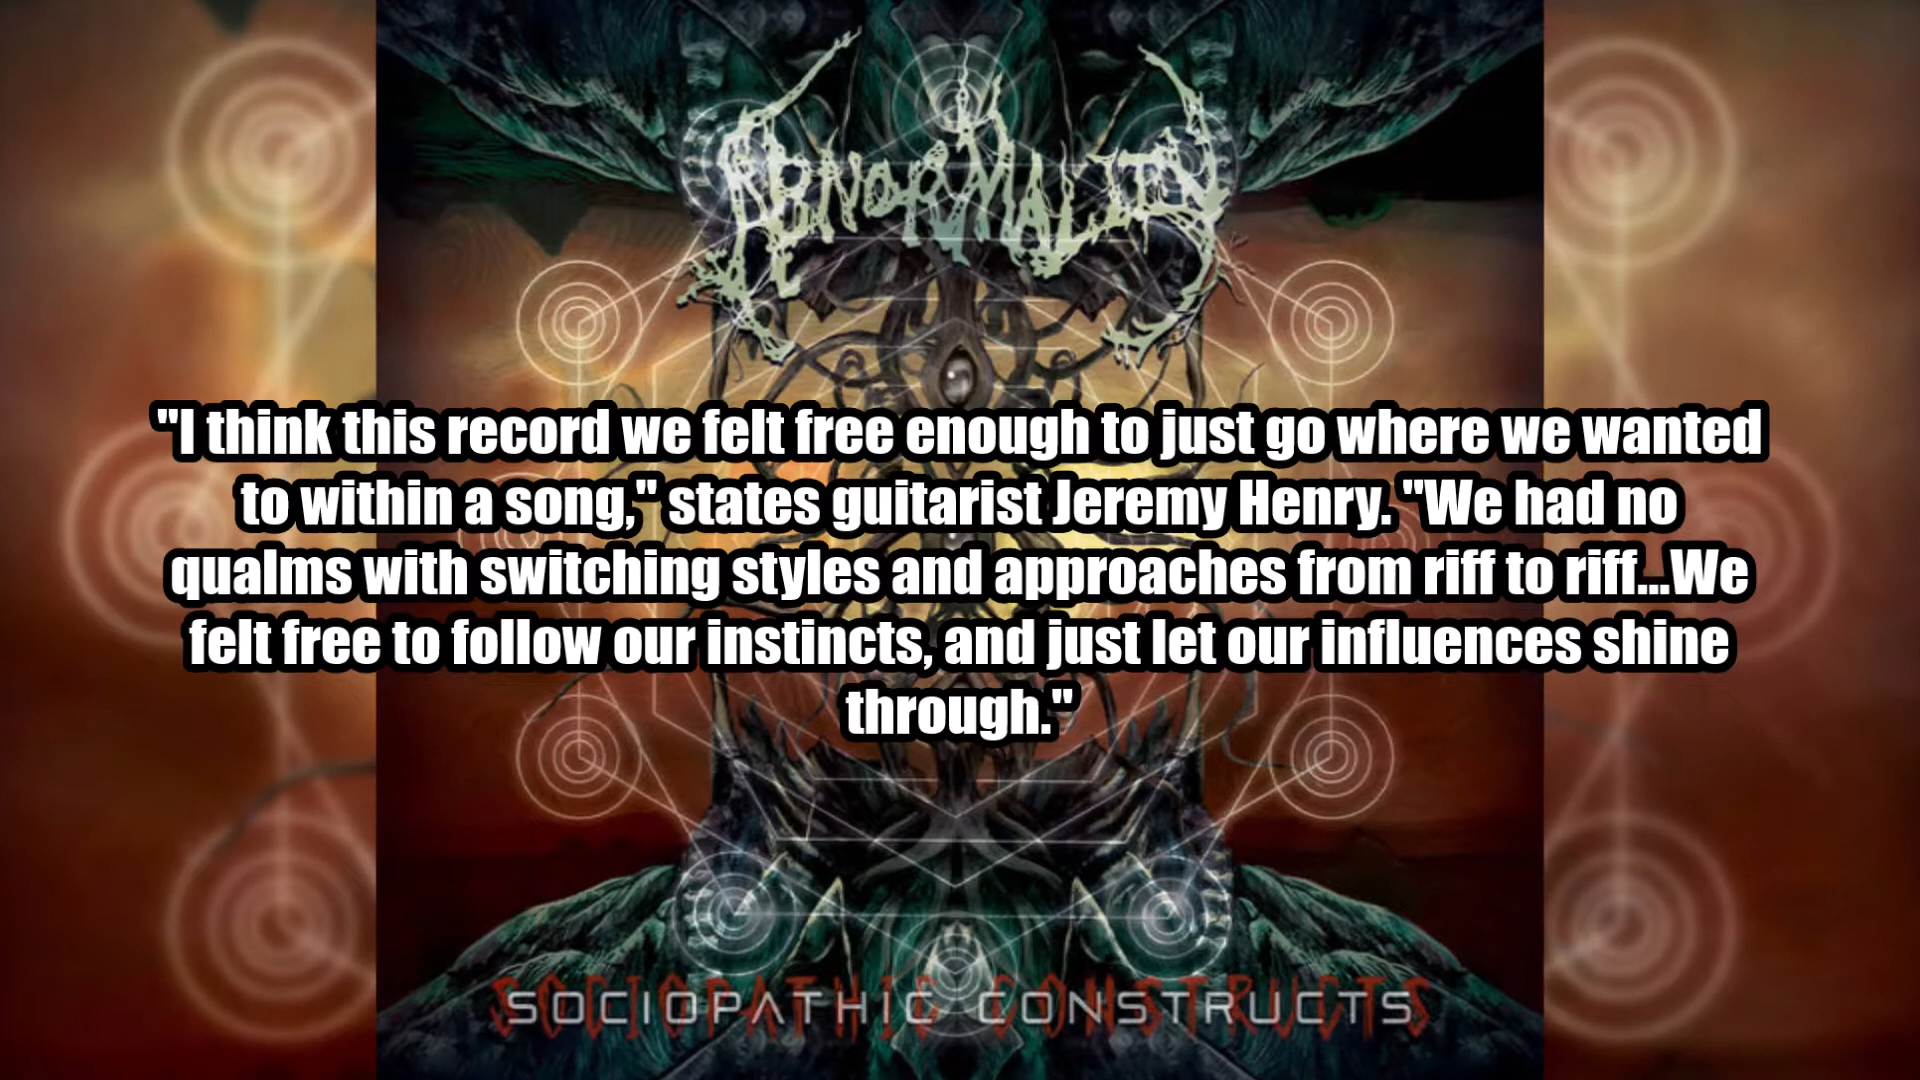 ABNORMALITY
"I think this record we felt free enough to just go where we wanted
to within a song," states guitarist Jeremy Henry. "We had no
qualms with switching styles and approaches from riff to riff...We
felt free to follow our instincts, and just let our influences shine
through."
SOCIOPATHIC CONSTRUCTS